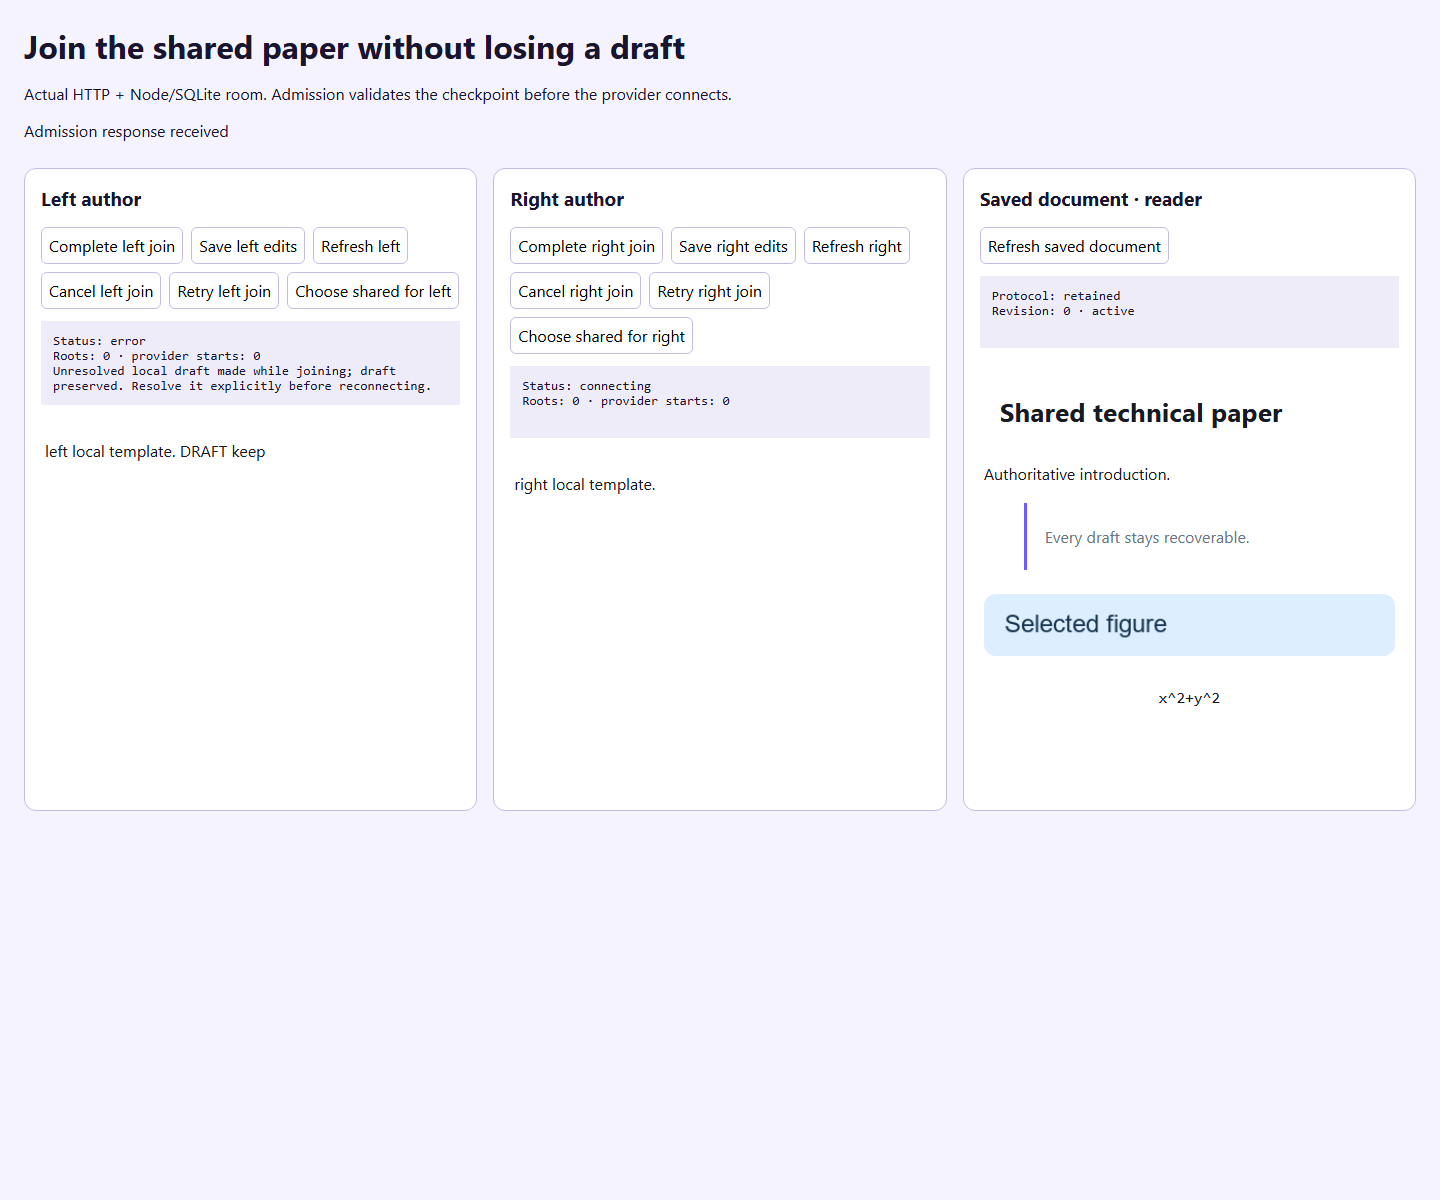 Join the shared paper without losing a draft
Actual HTTP + Node/SQLite room. Admission validates the checkpoint before the provider connects.
Admission response received
Left author
Complete left join
Save left edits
Refresh left
Cancel left join
Retry left join
Choose shared for left
Status: error
Roots: 0 · provider starts: 0
Unresolved local draft made while joining; draft
preserved. Resolve it explicitly before reconnecting.
left local template. DRAFT keep
Right author
Complete right join
Save right edits
Refresh right
Cancel right join
Retry right join
Choose shared for right
Status: connecting
Roots: 0 · provider starts: 0
right local template.
Saved document · reader
Refresh saved document
Protocol: retained
Revision: 0 · active
Shared technical paper
Authoritative introduction.
Every draft stays recoverable.
Selected figure
x^2+y^2